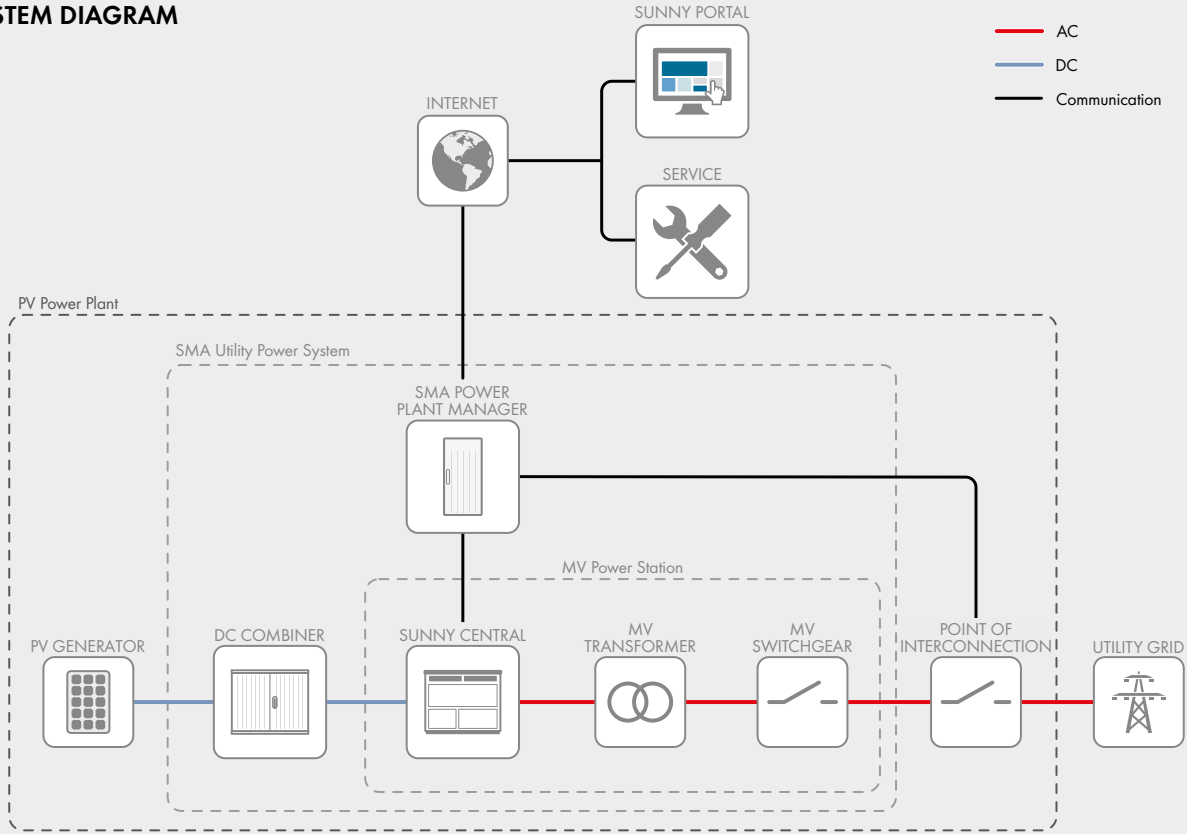 STEM DIAGRAM
SUNNY PORTAL
AC
DC
Communication
INTERNET
SERVICE
PV Power Plant
SMA Utility Power System
SMA POWER
PLANT MANAGER
MV Power Station
PV GENERATOR
DC COMBINER
SUNNY CENTRAL
MV
TRANSFORMER
MV
SWITCHGEAR
POINT OF
INTERCONNECTION
UTILITY GRID